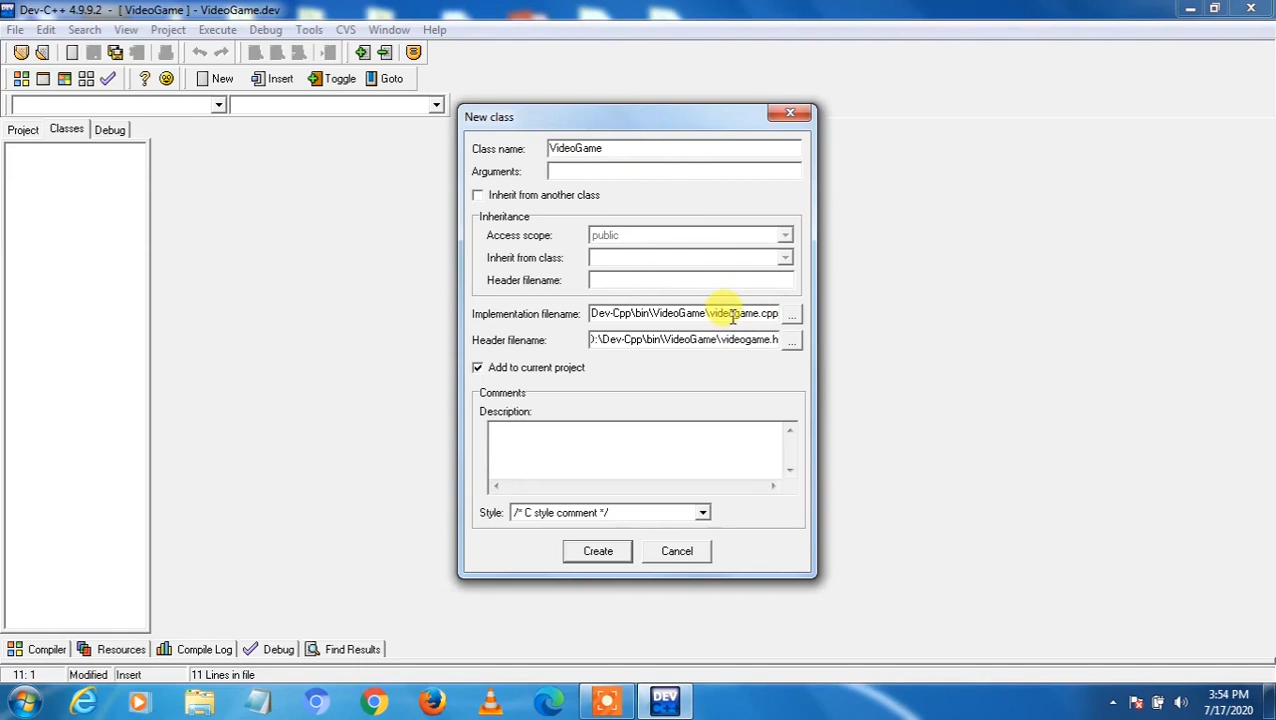 Dev-C++ 4.9.9.2 - [ VideoGame ] - VideoGame.dev
File Edit Search View Project Execute Debug Tools CVS Window Help
New Insert Toggle Goto
Project Classes Debug
New class
Class name: VideoGame
Arguments:
Inherit from another class
Inheritance
Access scope: public
Inherit from class:
Header filename:
Implementation filename: Dev-Cpp\bin\VideoGame\videogame.cpp ...
Header filename: D:\Dev-Cpp\bin\VideoGame\videogame.h ...
Add to current project
Comments
Description:
Style: /* C style comment */
Create Cancel
Compiler Resources Compile Log Debug Find Results
11: 1 Modified Insert 11 Lines in file
DEV C++
3:54 PM
7/17/2020